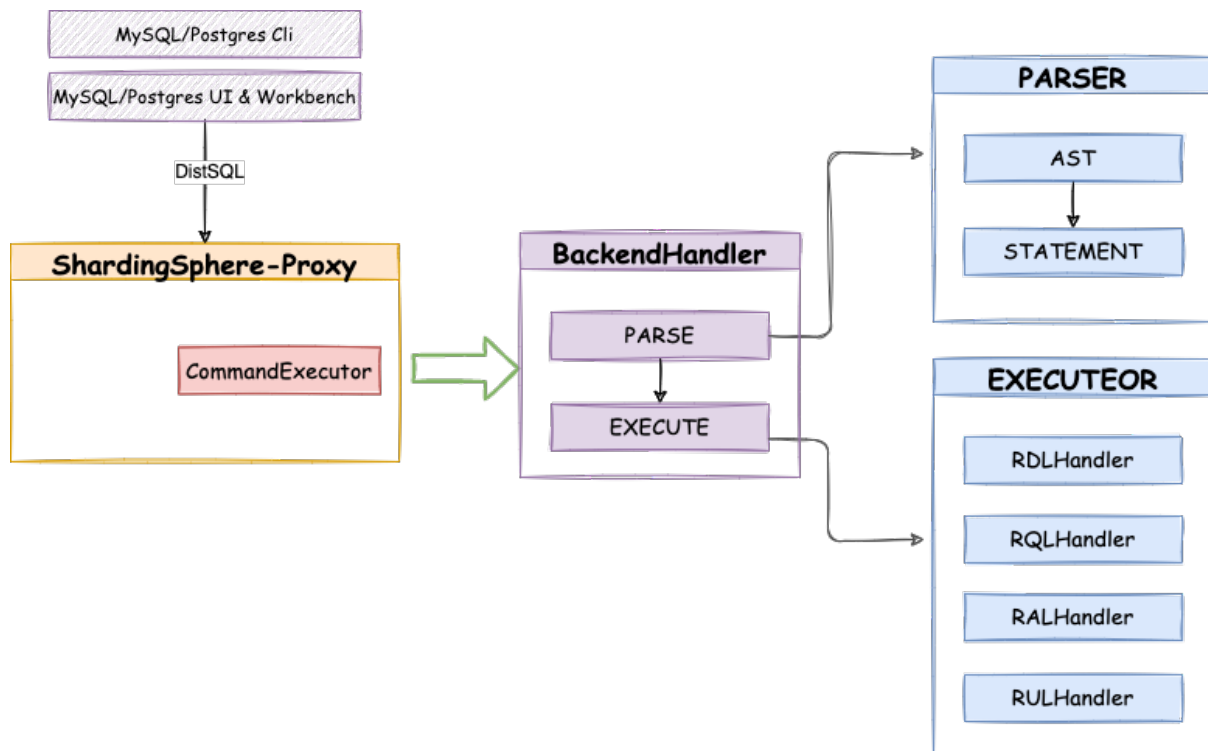 MySQL/Postgres Cli
MySQL/Postgres UI & Workbench
DistSQL
ShardingSphere-Proxy
CommandExecutor
BackendHandler
PARSE
EXECUTE
PARSER
AST
STATEMENT
EXECUTEOR
RDLHandler
RQLHandler
RALHandler
RULHandler